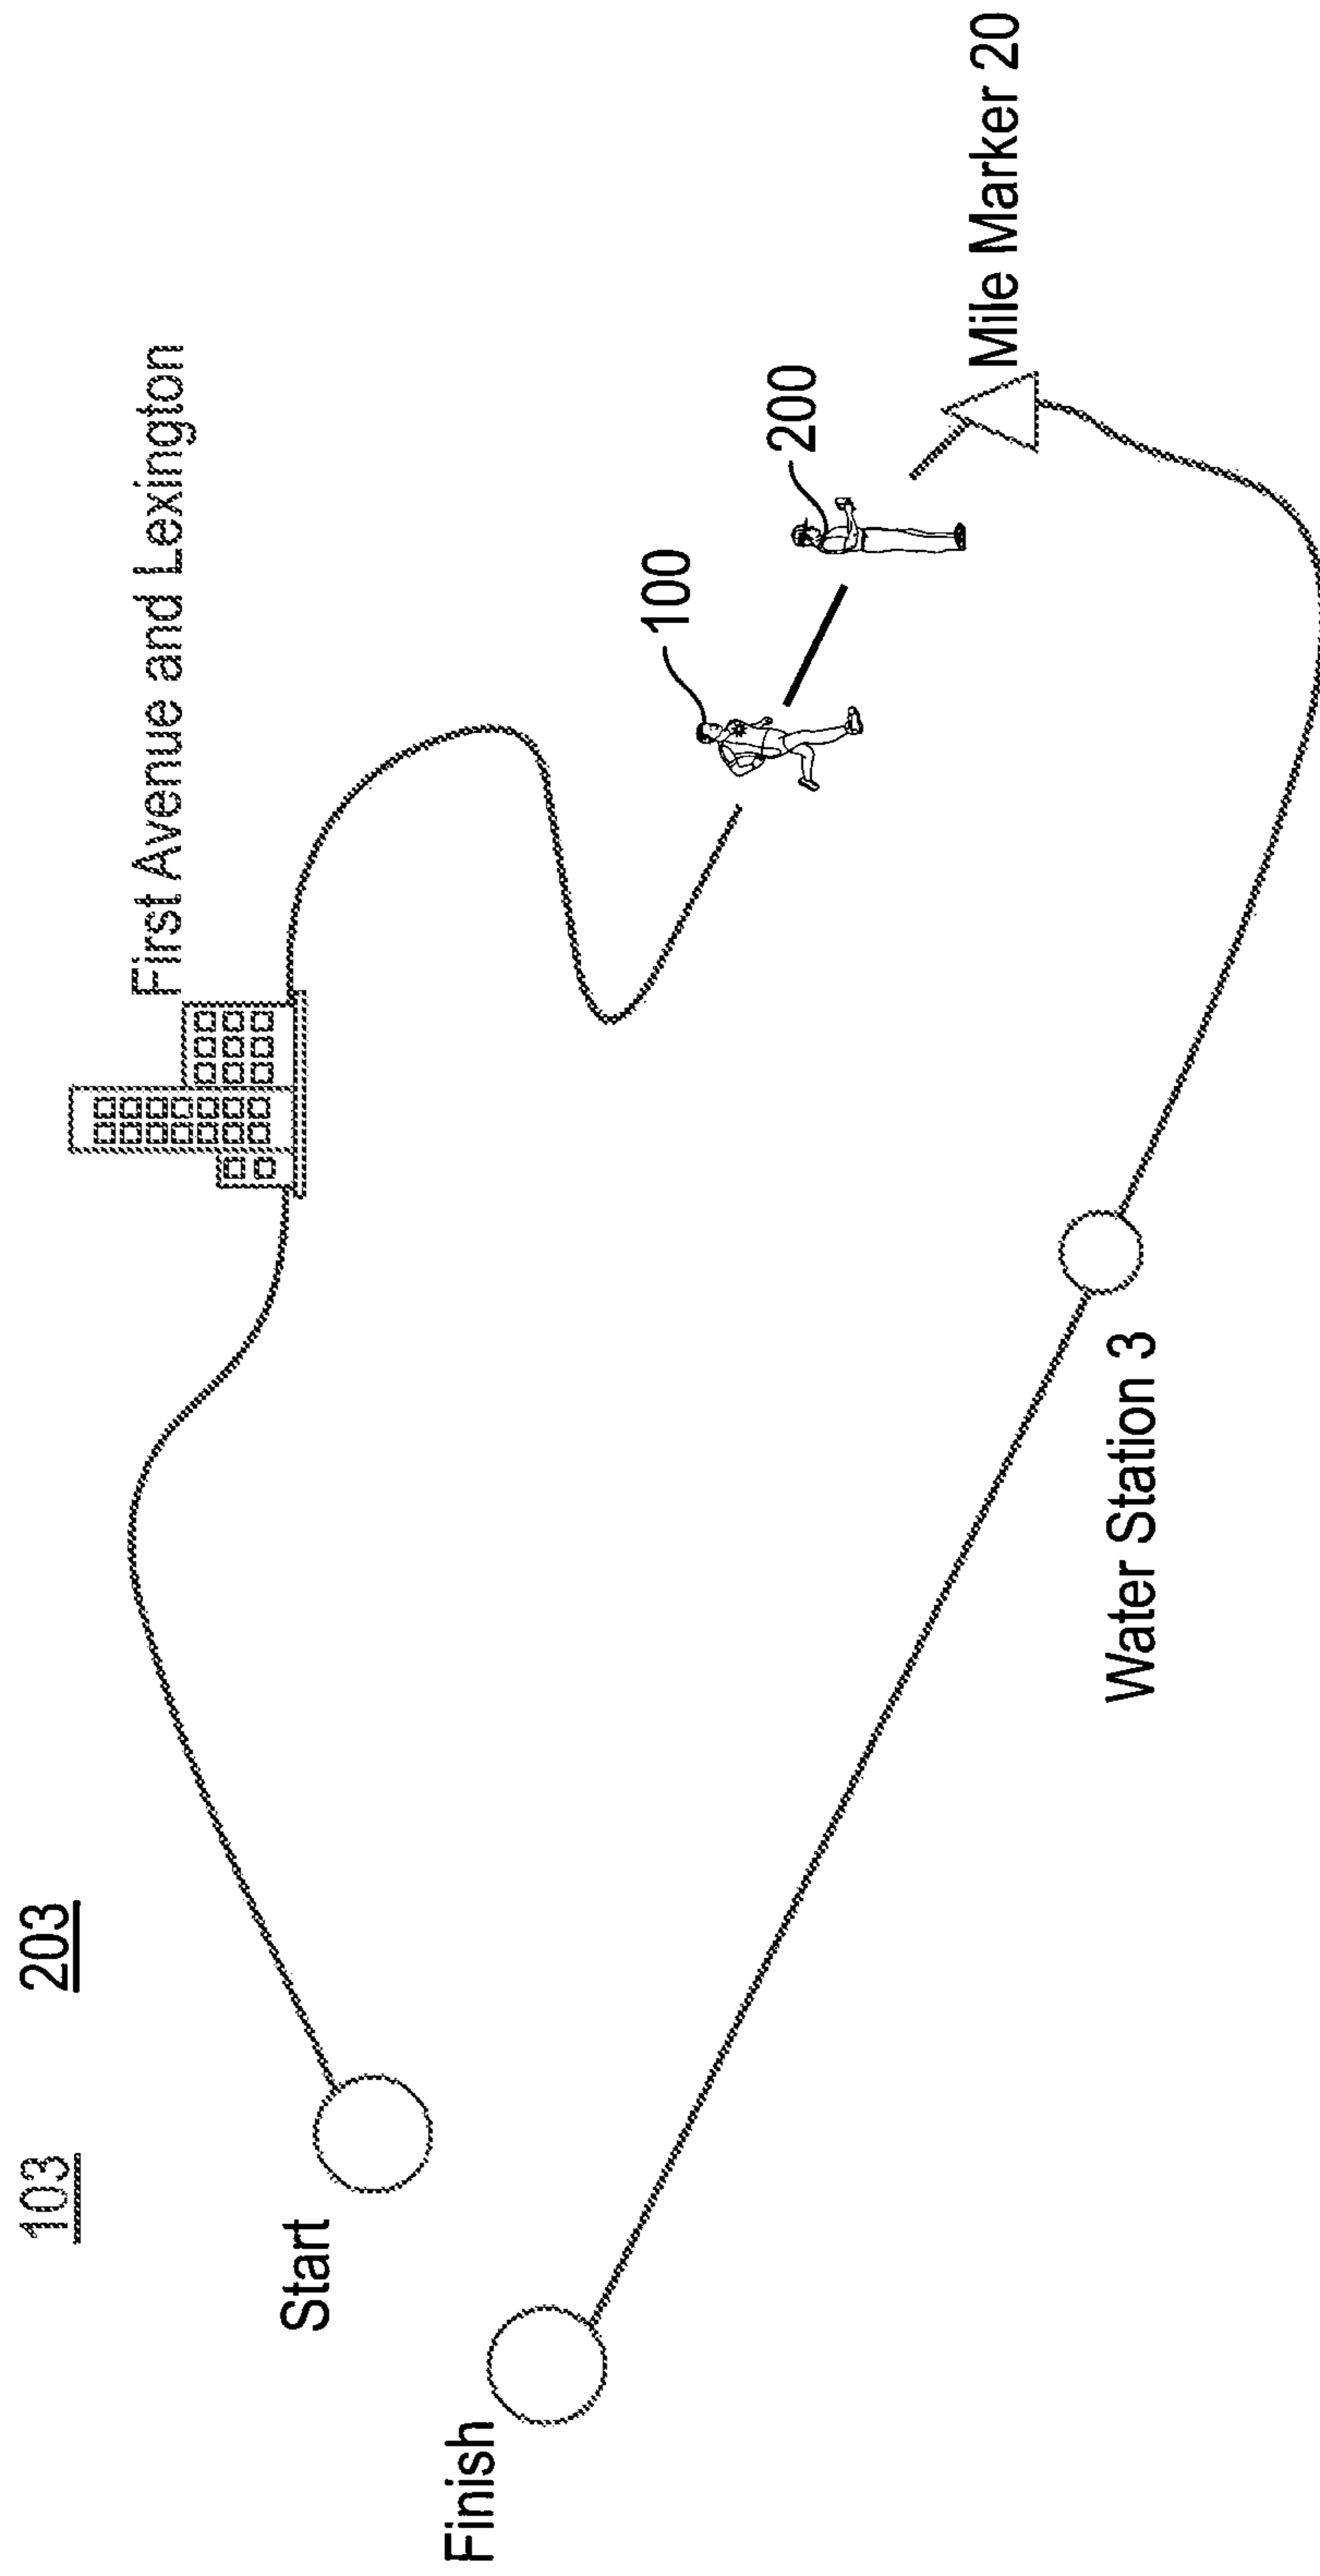 103
203
Start
Finish
First Avenue and Lexington
100
200
Mile Marker 20
Water Station 3